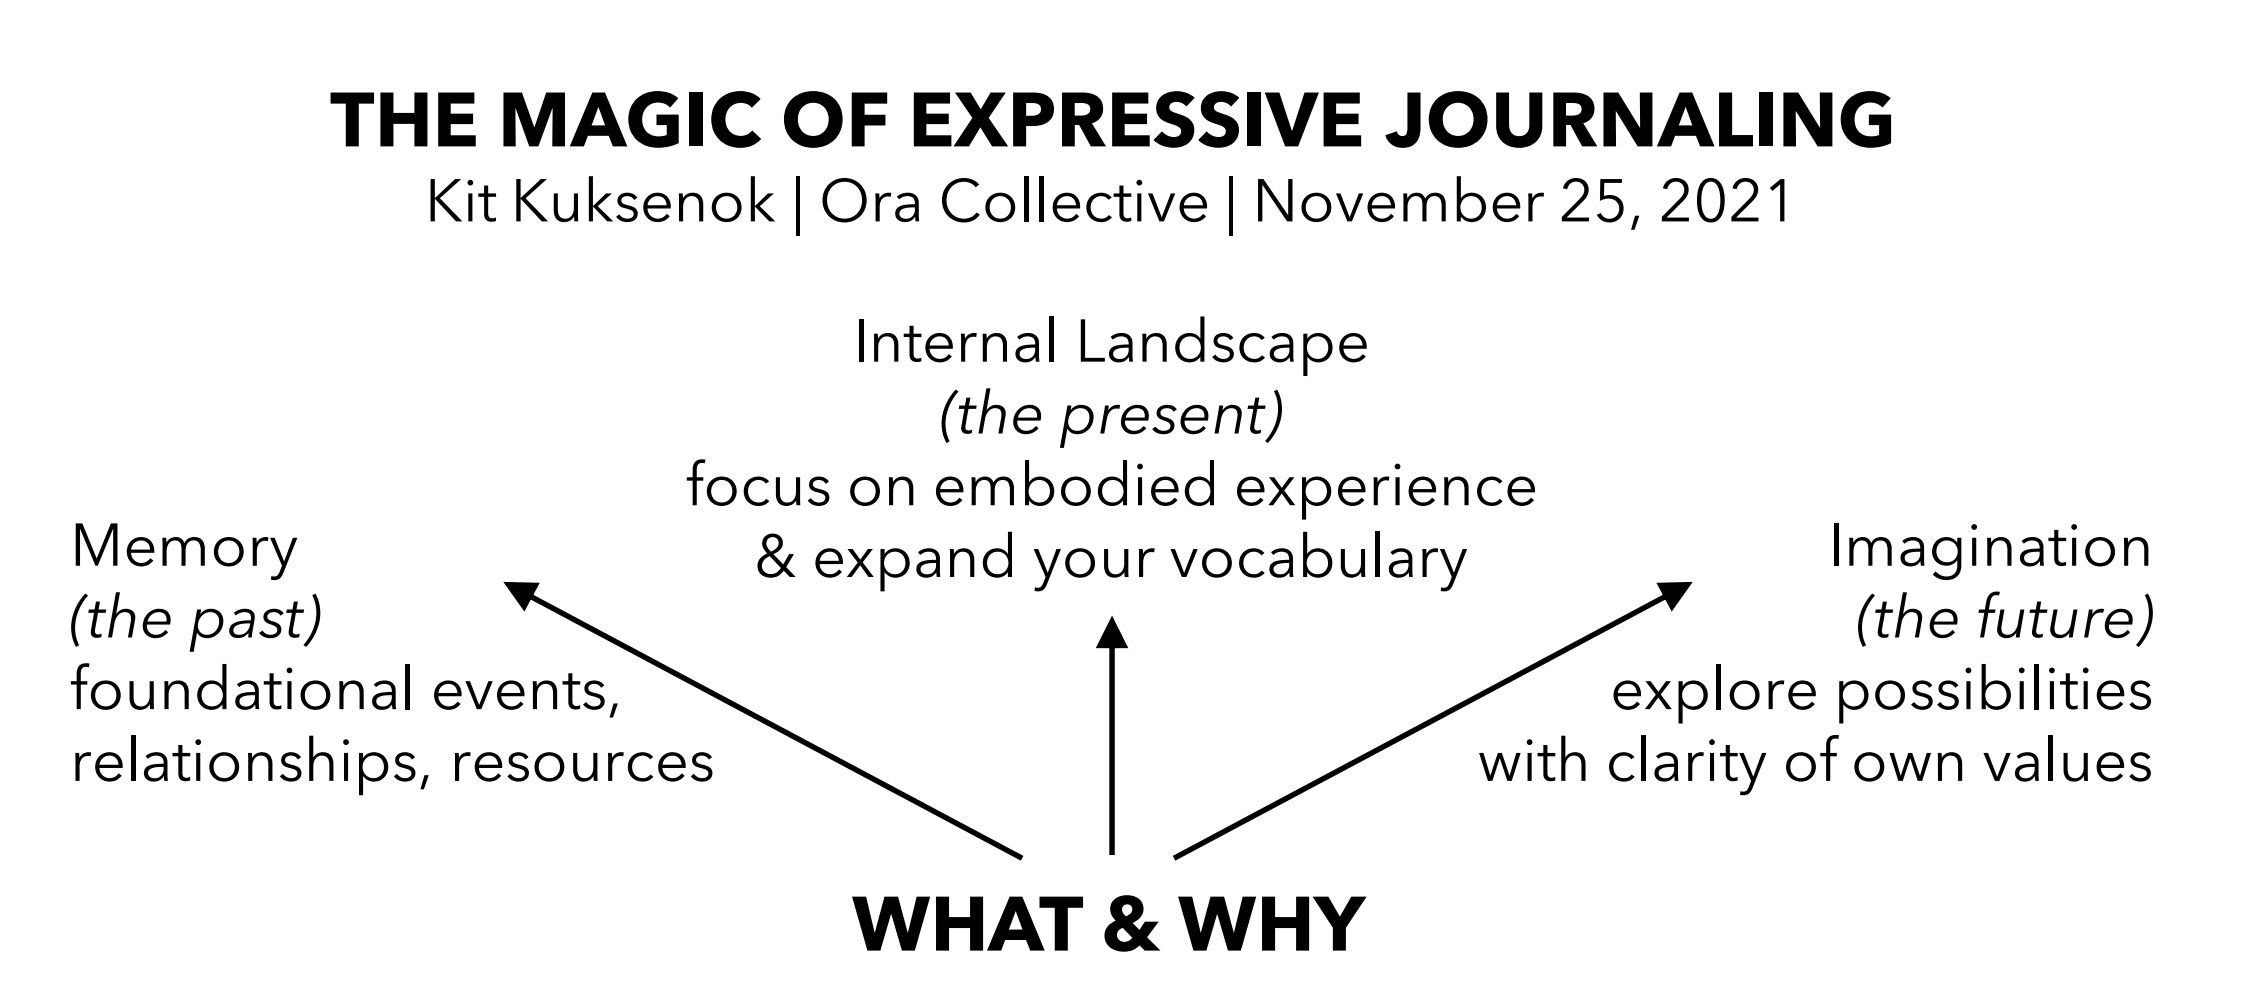 THE MAGIC OF EXPRESSIVE JOURNALING
Kit Kuksenok | Ora Collective | November 25, 2021
Internal Landscape
(the present)
focus on embodied experience
& expand your vocabulary
Memory
(the past)
foundational events,
relationships, resources
Imagination
(the future)
explore possibilities
with clarity of own values
WHAT & WHY